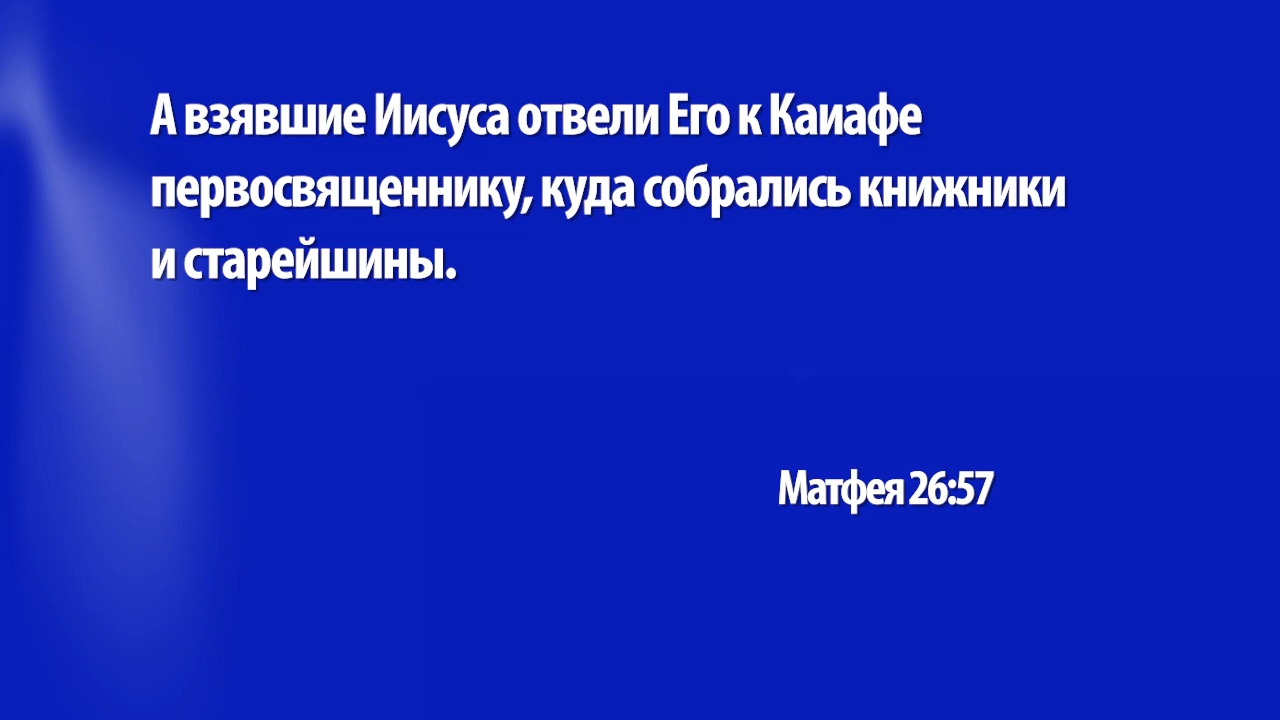 А взявшие Иисуса отвели Его к Каиафе
первосвященнику, куда собрались книжники
и старейшины.
Матфея 26:57